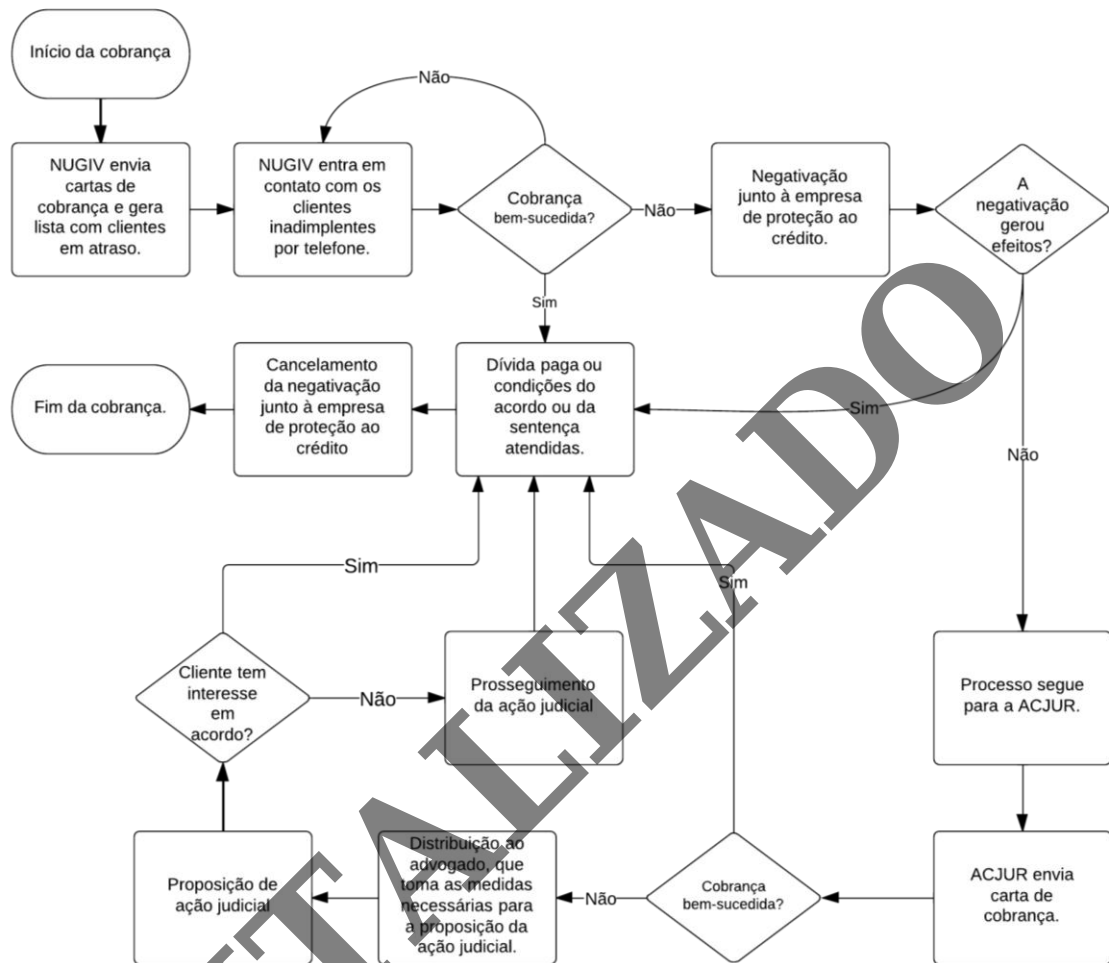 Início da cobrança
Não
NUGIV envia
cartas de
cobrança e gera
lista com clientes
em atraso.
NUGIV entra em
contato com os
clientes
inadimplentes
por telefone.
Cobrança
bem-sucedida?
Não
Negativação
junto à empresa
de proteção ao
crédito.
A
negativação
gerou
efeitos?
Sim
Fim da cobrança.
Cancelamento
da negativação
junto à empresa
de proteção ao
crédito
Dívida paga ou
condições do
acordo ou da
sentença
atendidas.
Sim
Não
Sim
Sim
Cliente tem
interesse
em
acordo?
Não
Prosseguimento
da ação judicial
Processo segue
para a ACJUR.
Proposição de
ação judicial
Distribuição ao
advogado, que
toma as medidas
necessárias para
a proposição da
ação judicial.
Não
Cobrança
bem-sucedida?
ACJUR envia
carta de
cobrança.
TALIZADO